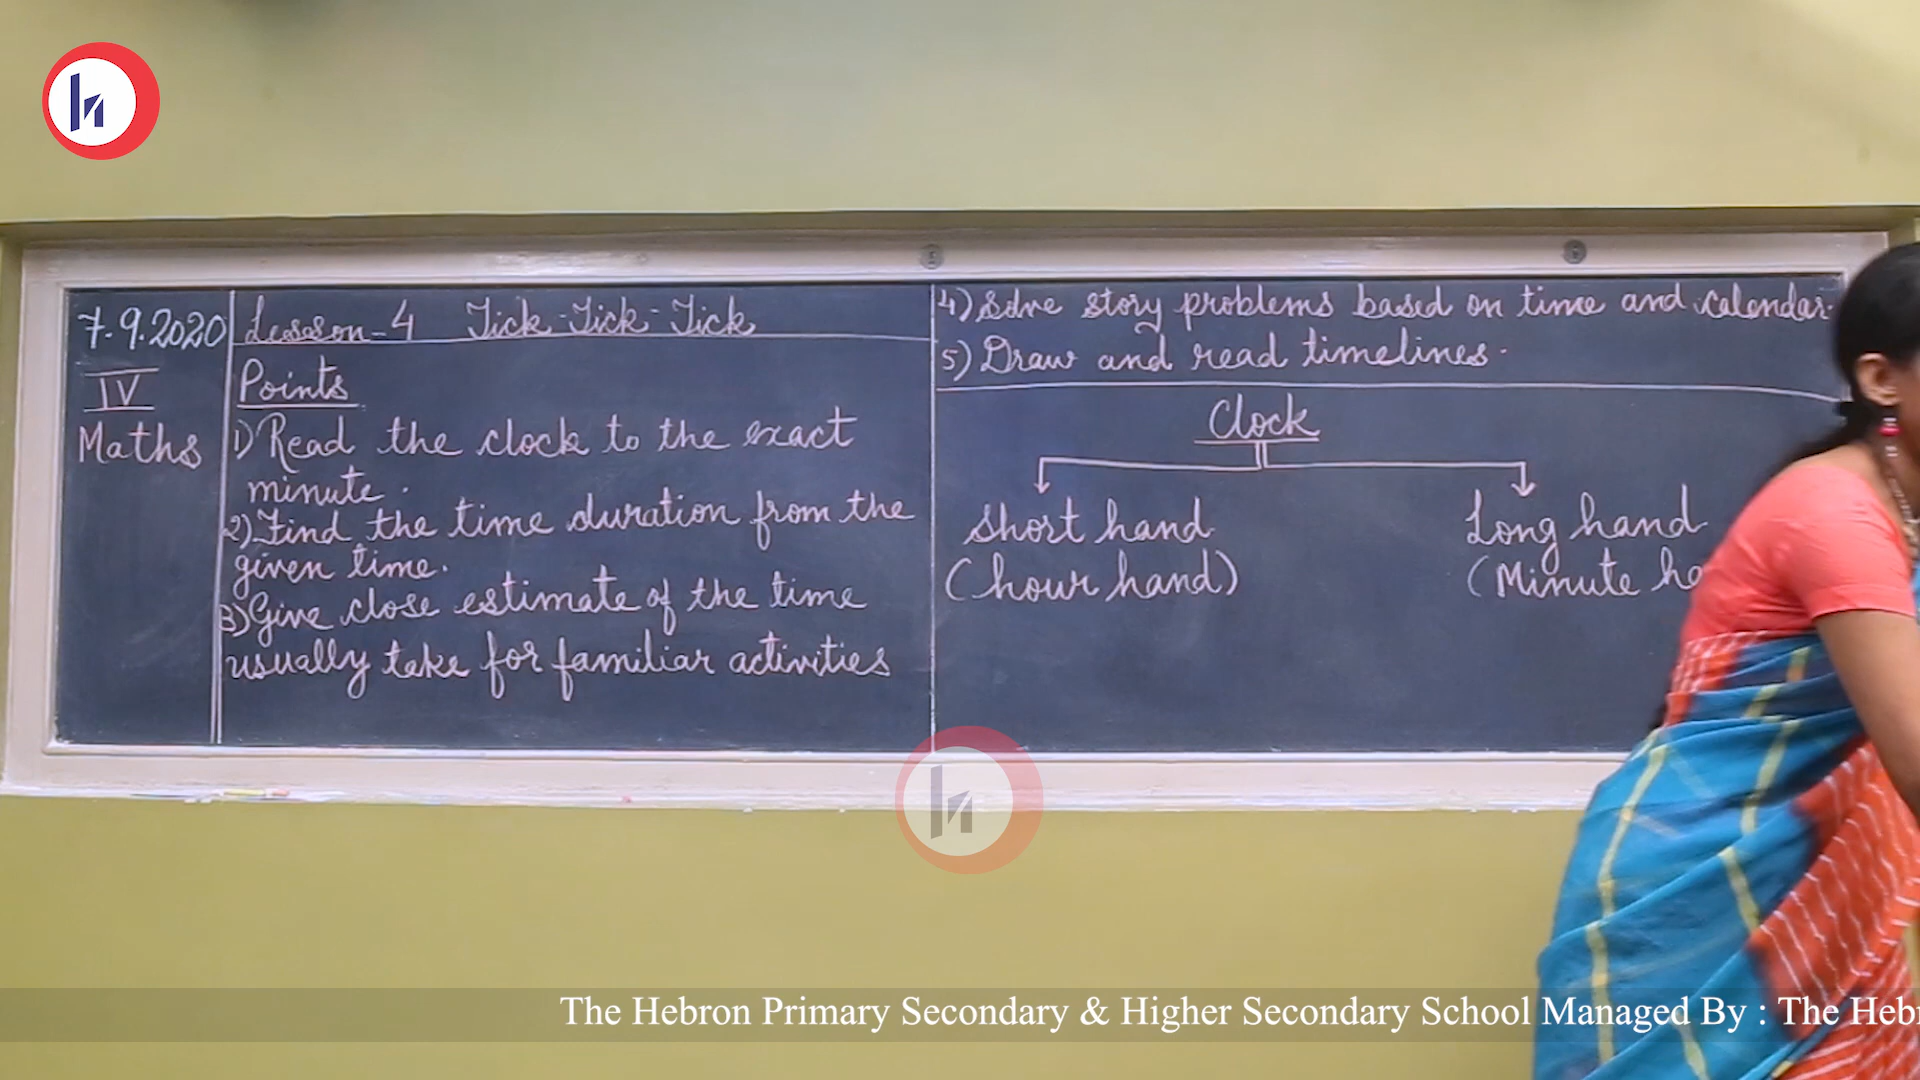 7.9.2020
IV
Maths
Lesson-4 Tick-Tick-Tick
Points
1) Read the clock to the exact
minute.
2) Find the time duration from the
given time.
3) Give close estimate of the time
usually take for familiar activities
4) Solve story problems based on time and calendar.
5) Draw and read timelines.
Clock
Short hand
(hour hand)
Long hand
(Minute ha
The Hebron Primary Secondary & Higher Secondary School Managed By : The Heb